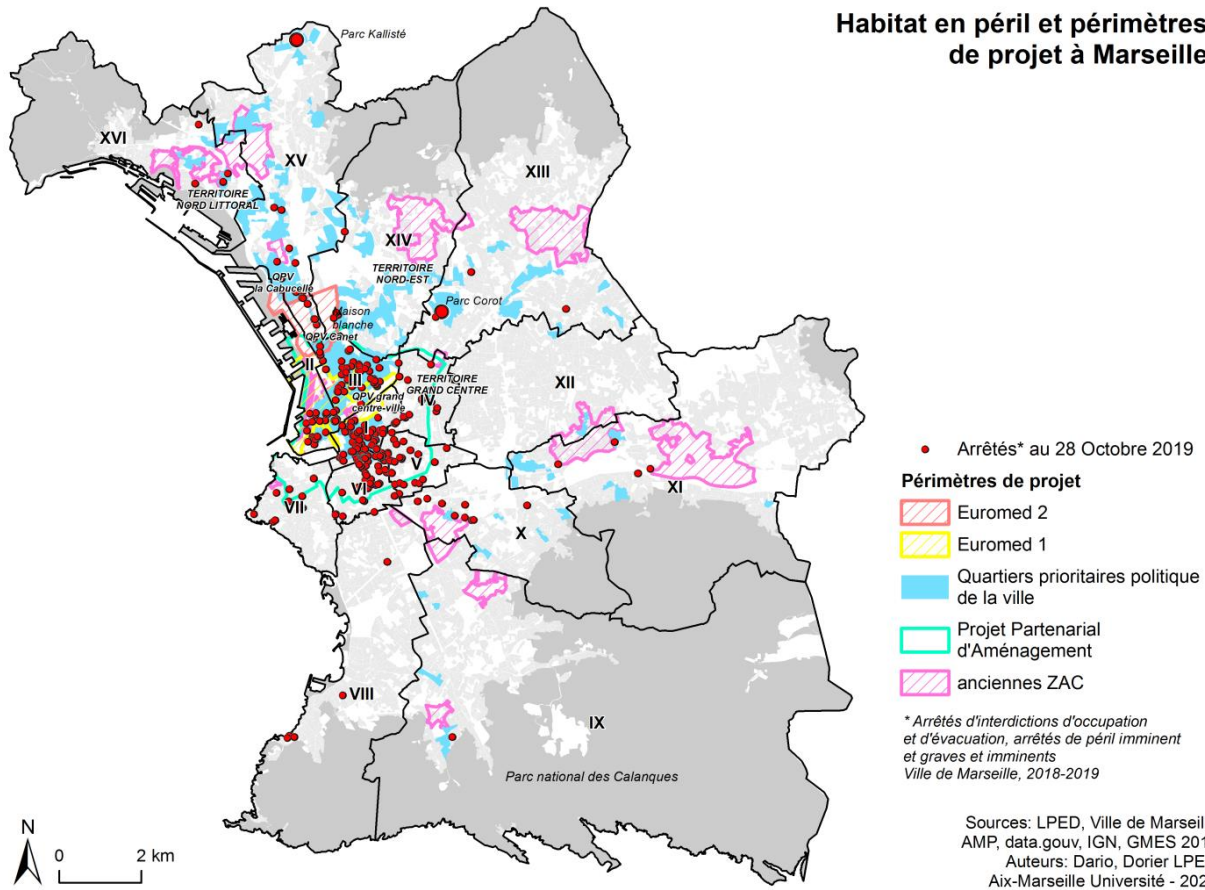 Habitat en péril et périmètres
de projet à Marseille
Parc Kallisté
XVI
XV
XIII
TERRITOIRE
NORD LITTORAL
XIV
TERRITOIRE
NORD-EST
QPV
la Cabucelle
Parc Corot
Maison
blanche
QPV Canet
II
III
XII
TERRITOIRE
GRAND CENTRE
QPV grand
centre-ville
IV
I
V
VI
XI
VII
X
VIII
IX
Parc national des Calanques
Arrêtés* au 28 Octobre 2019
Périmètres de projet
Euromed 2
Euromed 1
Quartiers prioritaires politique
de la ville
Projet Partenarial
d'Aménagement
anciennes ZAC
* Arrêtés d'interdictions d'occupation
et d'évacuation, arrêtés de péril imminent
et graves et imminents
Ville de Marseille, 2018-2019
N
0 2 km
Sources: LPED, Ville de Marseil
AMP, data.gouv, IGN, GMES 201
Auteurs: Dario, Dorier LPE
Aix-Marseille Université - 202